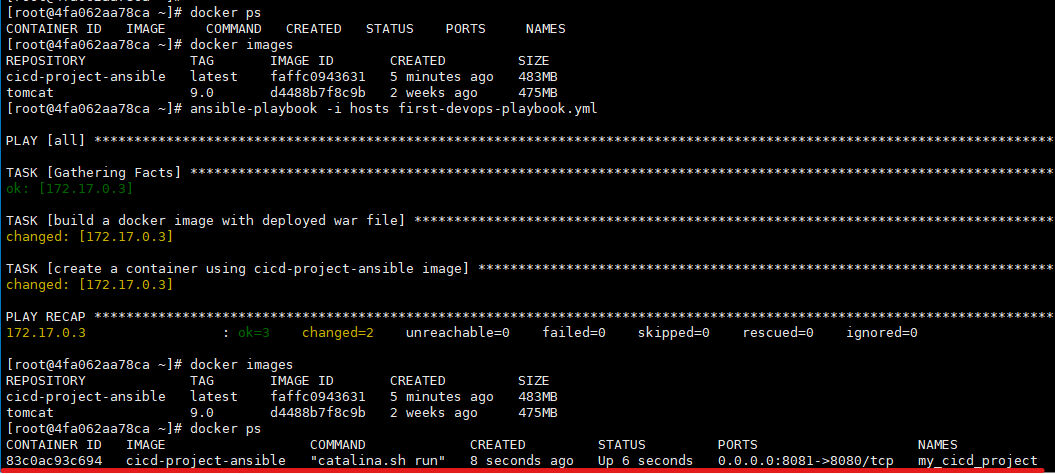 [root@4fa062aa78ca ~]# docker ps
CONTAINER ID   IMAGE     COMMAND   CREATED   STATUS    PORTS     NAMES
[root@4fa062aa78ca ~]# docker images
REPOSITORY             TAG       IMAGE ID       CREATED         SIZE
cicd-project-ansible   latest    faffc0943631   5 minutes ago   483MB
tomcat                 9.0       d4488b7f8c9b   2 weeks ago     475MB
[root@4fa062aa78ca ~]# ansible-playbook -i hosts first-devops-playbook.yml
PLAY [all] ************************************************************************************************************************
TASK [Gathering Facts] ************************************************************************************************************
ok: [172.17.0.3]
TASK [build a docker image with deployed war file] ********************************************************************************
changed: [172.17.0.3]
TASK [create a container using cicd-project-ansible image] ************************************************************************
changed: [172.17.0.3]
PLAY RECAP ************************************************************************************************************************
172.17.0.3                 : ok=3    changed=2    unreachable=0    failed=0    skipped=0    rescued=0    ignored=0
[root@4fa062aa78ca ~]# docker images
REPOSITORY             TAG       IMAGE ID       CREATED         SIZE
cicd-project-ansible   latest    faffc0943631   5 minutes ago   483MB
tomcat                 9.0       d4488b7f8c9b   2 weeks ago     475MB
[root@4fa062aa78ca ~]# docker ps
CONTAINER ID   IMAGE                  COMMAND             CREATED         STATUS         PORTS                    NAMES
83c0ac93c694   cicd-project-ansible   "catalina.sh run"   8 seconds ago   Up 6 seconds   0.0.0.0:8081->8080/tcp   my_cicd_project